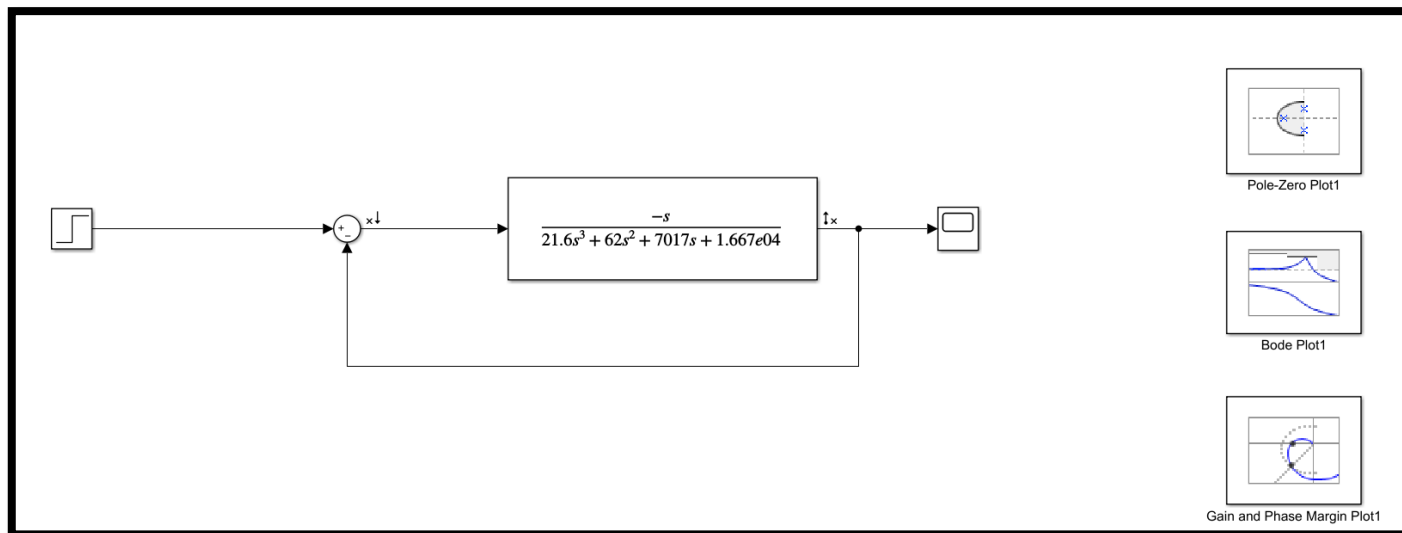 +
−
−s
21.6s³ + 62s² + 7017s + 1.667e04
Pole-Zero Plot1
Bode Plot1
Gain and Phase Margin Plot1